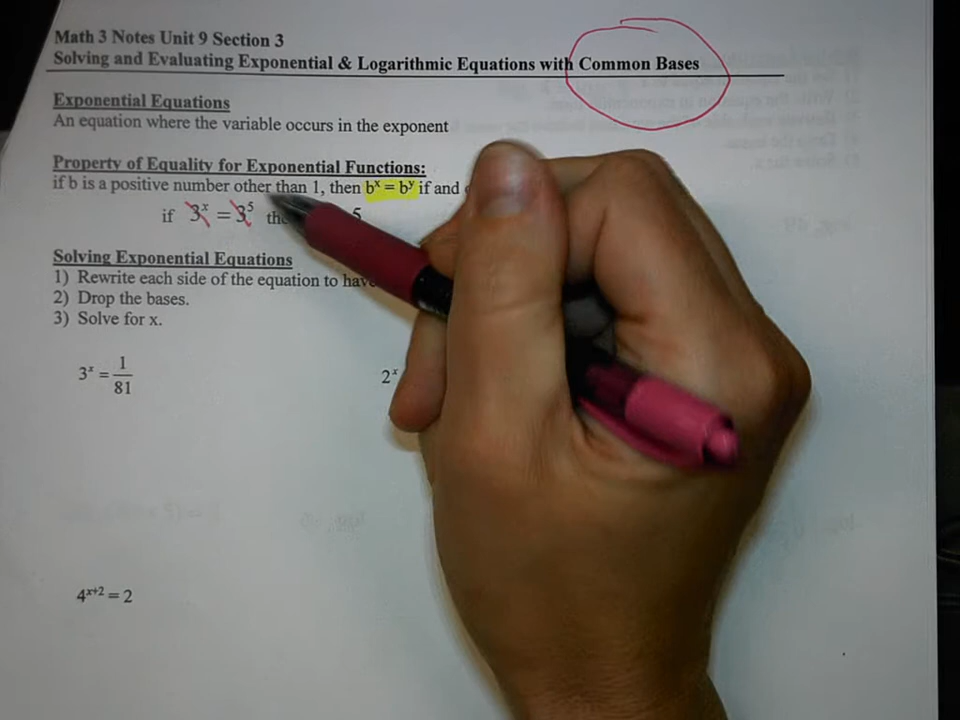 Math 3 Notes Unit 9 Section 3
Solving and Evaluating Exponential & Logarithmic Equations with Common Bases
Exponential Equations
An equation where the variable occurs in the exponent
Property of Equality for Exponential Functions:
if b is a positive number other than 1, then bˣ = bʸ if and
if 3ˣ = 3⁵ 5
Solving Exponential Equations
1) Rewrite each side of the equation to have
2) Drop the bases.
3) Solve for x.
3ˣ = 1/81 2ˣ
4ˣ⁺² = 2